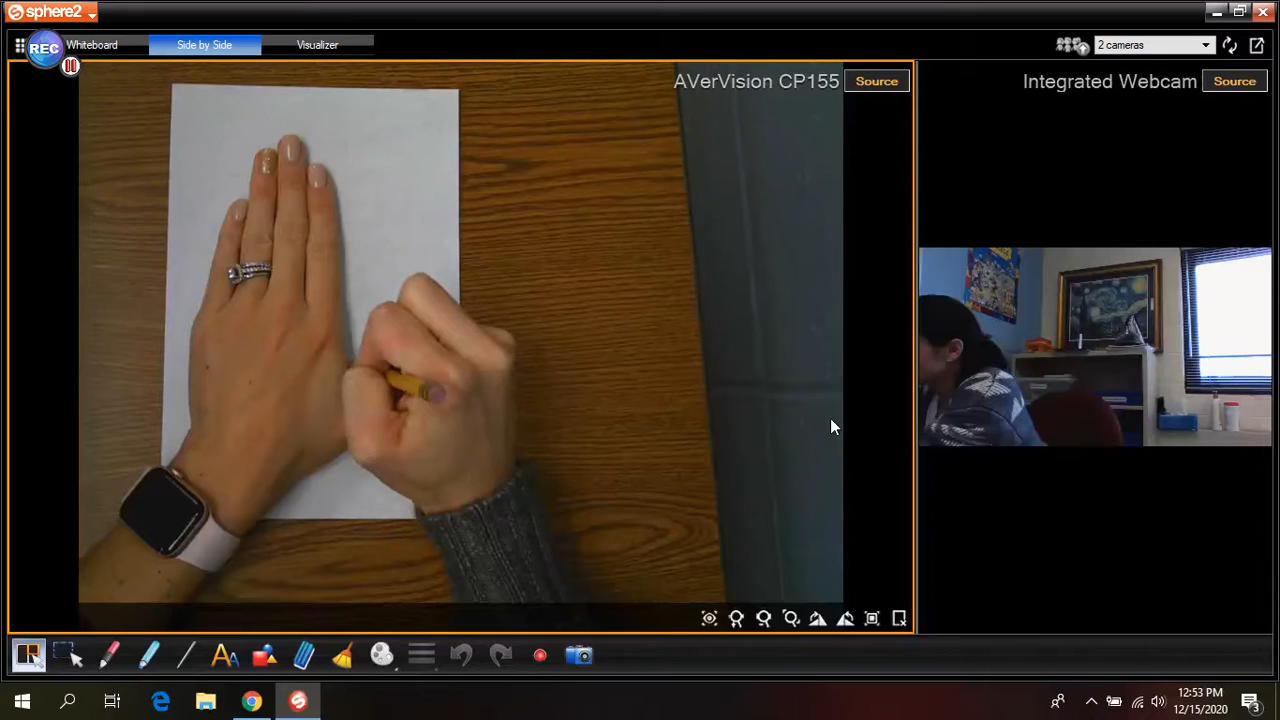 sphere2
REC
Whiteboard
Side by Side
Visualizer
2 cameras
AVerVision CP155
Source
Integrated Webcam
Source
12:53 PM
12/15/2020
3